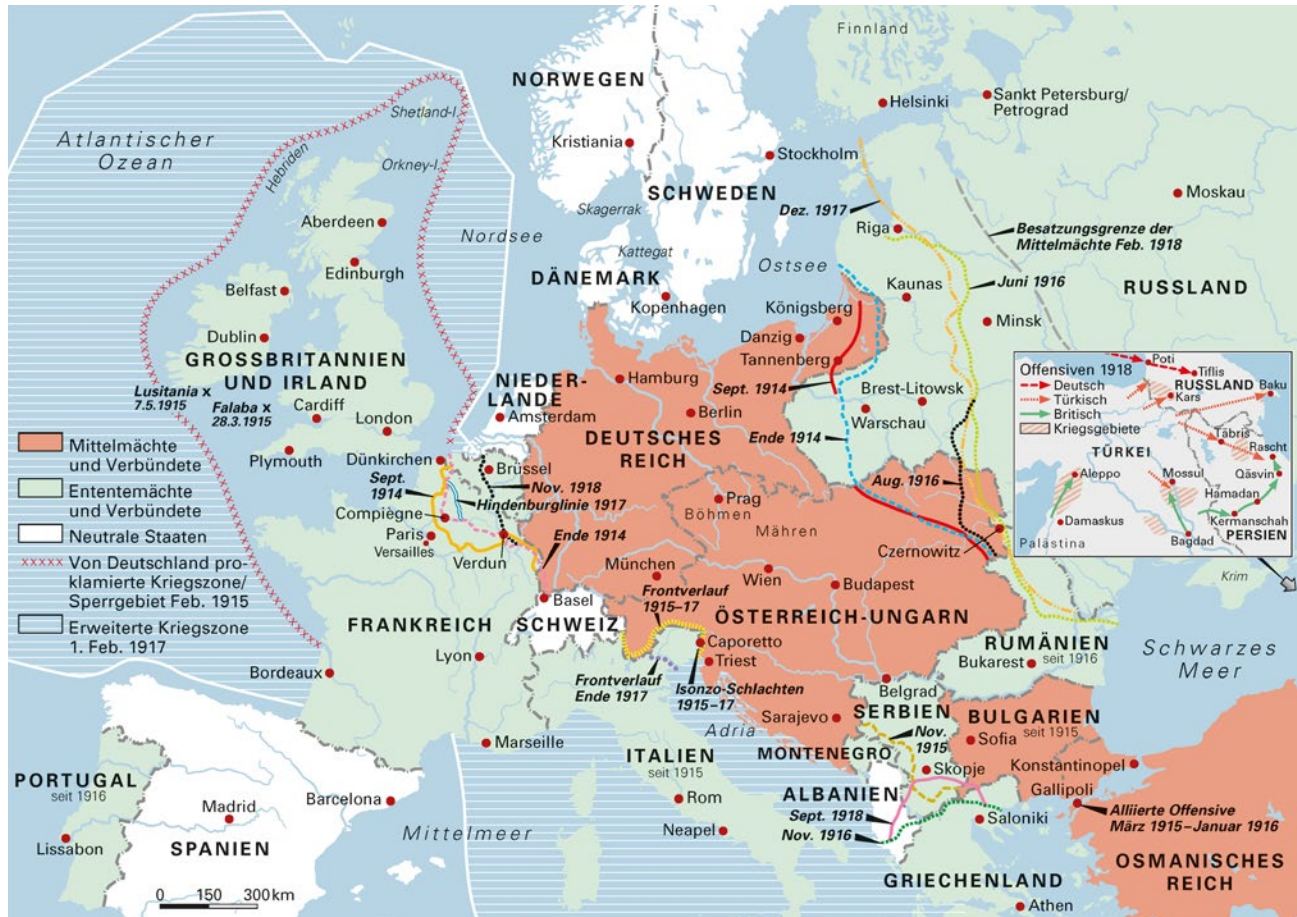 Finnland
NORWEGEN
Helsinki
Sankt Petersburg/
Petrograd
Shetland-I.
Atlantischer
Ozean
Kristiania
Stockholm
Hebriden
Orkney-I.
SCHWEDEN
Moskau
Skagerrak
Dez. 1917
Aberdeen
Nordsee
Riga
Besatzungsgrenze der
Mittelmächte Feb. 1918
Kattegat
Edinburgh
DÄNEMARK
Ostsee
Juni 1916
Belfast
Kopenhagen
Königsberg
Kaunas
RUSSLAND
Dublin
Danzig
Minsk
GROSSBRITANNIEN
UND IRLAND
Tannenberg
Lusitania x
7.5.1915
Falaba x
28.3.1915
NIEDER-
LANDE
Hamburg
Sept. 1914
Brest-Litowsk
Cardiff
London
Amsterdam
Berlin
Warschau
Plymouth
DEUTSCHES
REICH
Ende 1914
Dünkirchen
Brüssel
Sept.
1914
Nov. 1918
Hindenburglinie 1917
Aug. 1916
Compiègne
Prag
Böhmen
Mähren
Paris
Versailles
Verdun
Ende 1914
Czernowitz
München
Wien
Budapest
Krim
Basel
Frontverlauf
1915–17
FRANKREICH
SCHWEIZ
ÖSTERREICH-UNGARN
Caporetto
RUMÄNIEN
seit 1916
Lyon
Triest
Bukarest
Schwarzes
Meer
Bordeaux
Frontverlauf
Ende 1917
Isonzo-Schlachten
1915–17
Belgrad
SERBIEN
Sarajevo
BULGARIEN
seit 1915
Adria
Nov.
1915
Sofia
Marseille
ITALIEN
seit 1915
MONTENEGRO
Konstantinopel
PORTUGAL
seit 1916
Skopje
Gallipoli
Madrid
Barcelona
Rom
ALBANIEN
Sept. 1918
Saloniki
Alliierte Offensive
März 1915–Januar 1916
Mittelmeer
Neapel
Nov. 1916
Lissabon
SPANIEN
OSMANISCHES
REICH
GRIECHENLAND
Athen
0 150 300 km
Mittelmächte
und Verbündete
Ententemächte
und Verbündete
Neutrale Staaten
Von Deutschland pro-
klamierte Kriegszone/
Sperrgebiet Feb. 1915
Erweiterte Kriegszone
1. Feb. 1917
Offensiven 1918
Deutsch
Türkisch
Britisch
Kriegsgebiete
Poti
Tiflis
RUSSLAND
Kars
Baku
TÜRKEI
Täbris
Rascht
Aleppo
Mossul
Qäsvin
Hamadan
Damaskus
Kermanschah
Palästina
Bagdad
PERSIEN